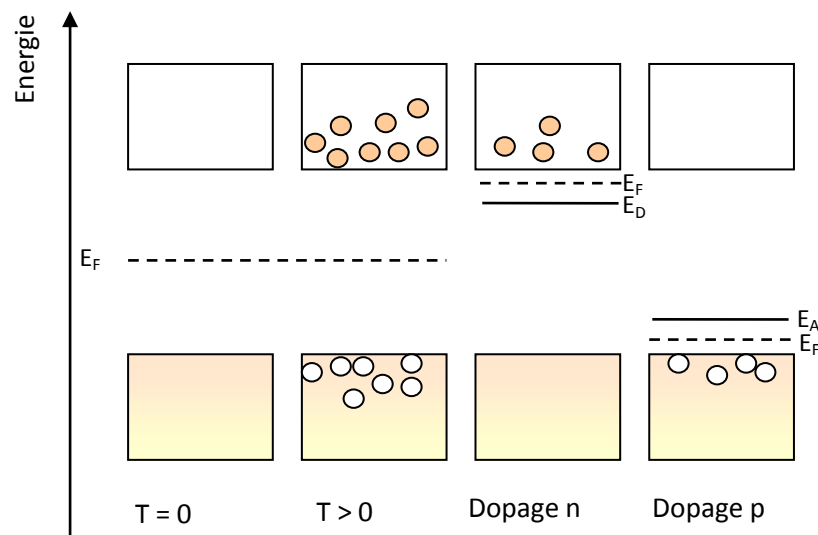 Energie
E_F
E_D
E_F
E_A
E_F
T = 0
T > 0
Dopage n
Dopage p